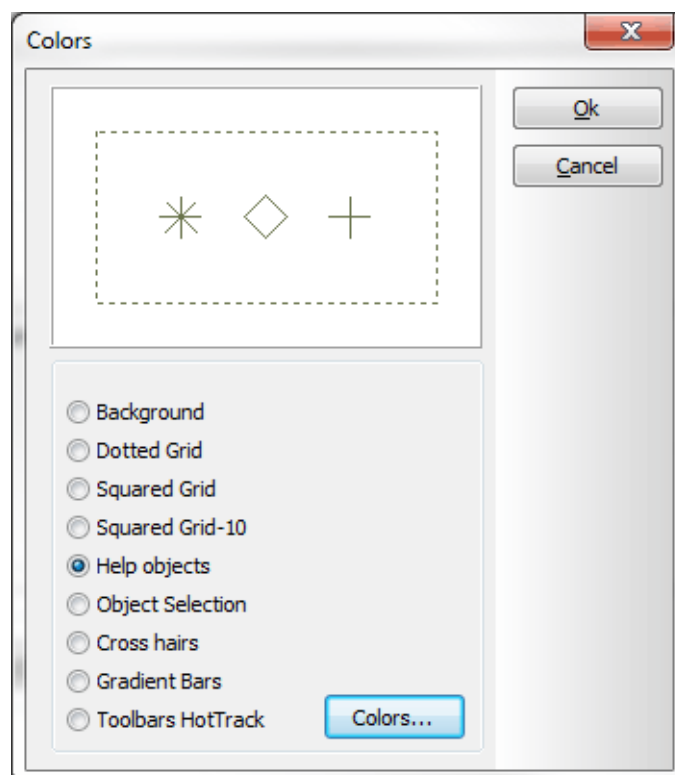 Colors
Ok
Cancel
Background
Dotted Grid
Squared Grid
Squared Grid-10
Help objects
Object Selection
Cross hairs
Gradient Bars
Toolbars HotTrack
Colors...